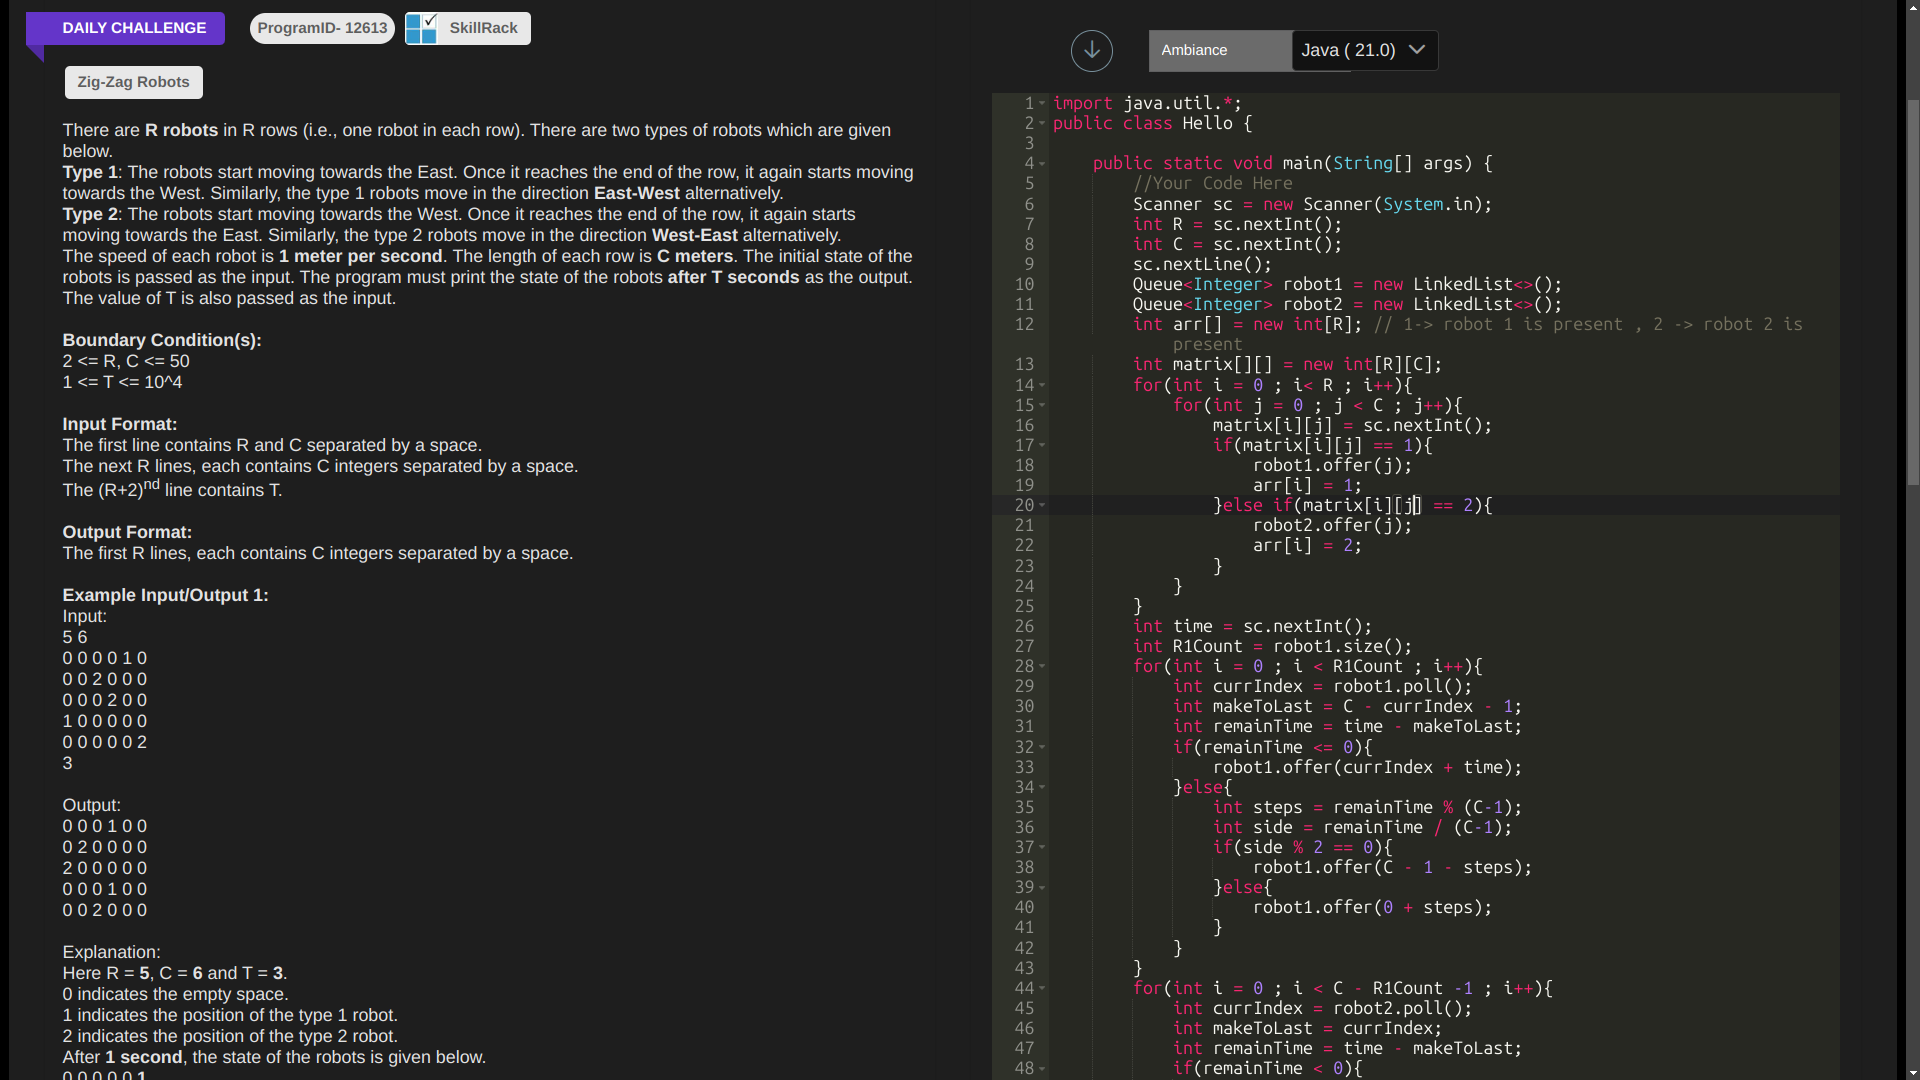 DAILY CHALLENGE
ProgramID- 12613
SkillRack
Zig-Zag Robots
There are R robots in R rows (i.e., one robot in each row). There are two types of robots which are given
below.
Type 1: The robots start moving towards the East. Once it reaches the end of the row, it again starts moving
towards the West. Similarly, the type 1 robots move in the direction East-West alternatively.
Type 2: The robots start moving towards the West. Once it reaches the end of the row, it again starts
moving towards the East. Similarly, the type 2 robots move in the direction West-East alternatively.
The speed of each robot is 1 meter per second. The length of each row is C meters. The initial state of the
robots is passed as the input. The program must print the state of the robots after T seconds as the output.
The value of T is also passed as the input.
Boundary Condition(s):
2 <= R, C <= 50
1 <= T <= 10^4
Input Format:
The first line contains R and C separated by a space.
The next R lines, each contains C integers separated by a space.
The (R+2)nd line contains T.
Output Format:
The first R lines, each contains C integers separated by a space.
Example Input/Output 1:
Input:
5 6
0 0 0 0 1 0
0 0 2 0 0 0
0 0 0 2 0 0
1 0 0 0 0 0
0 0 0 0 0 2
3
Output:
0 0 0 1 0 0
0 2 0 0 0 0
2 0 0 0 0 0
0 0 0 1 0 0
0 0 2 0 0 0
Explanation:
Here R = 5, C = 6 and T = 3.
0 indicates the empty space.
1 indicates the position of the type 1 robot.
2 indicates the position of the type 2 robot.
After 1 second, the state of the robots is given below.
0 0 0 0 0 1
Ambiance
Java ( 21.0)
1 import java.util.*;
2 public class Hello {
3
4 public static void main(String[] args) {
5 //Your Code Here
6 Scanner sc = new Scanner(System.in);
7 int R = sc.nextInt();
8 int C = sc.nextInt();
9 sc.nextLine();
10 Queue<Integer> robot1 = new LinkedList<>();
11 Queue<Integer> robot2 = new LinkedList<>();
12 int arr[] = new int[R]; // 1-> robot 1 is present , 2 -> robot 2 is
present
13 int matrix[][] = new int[R][C];
14 for(int i = 0 ; i< R ; i++){
15 for(int j = 0 ; j < C ; j++){
16 matrix[i][j] = sc.nextInt();
17 if(matrix[i][j] == 1){
18 robot1.offer(j);
19 arr[i] = 1;
20 }else if(matrix[i][j] == 2){
21 robot2.offer(j);
22 arr[i] = 2;
23 }
24 }
25 }
26 int time = sc.nextInt();
27 int R1Count = robot1.size();
28 for(int i = 0 ; i < R1Count ; i++){
29 int currIndex = robot1.poll();
30 int makeToLast = C - currIndex - 1;
31 int remainTime = time - makeToLast;
32 if(remainTime <= 0){
33 robot1.offer(currIndex + time);
34 }else{
35 int steps = remainTime % (C-1);
36 int side = remainTime / (C-1);
37 if(side % 2 == 0){
38 robot1.offer(C - 1 - steps);
39 }else{
40 robot1.offer(0 + steps);
41 }
42 }
43 }
44 for(int i = 0 ; i < C - R1Count -1 ; i++){
45 int currIndex = robot2.poll();
46 int makeToLast = currIndex;
47 int remainTime = time - makeToLast;
48 if(remainTime < 0){